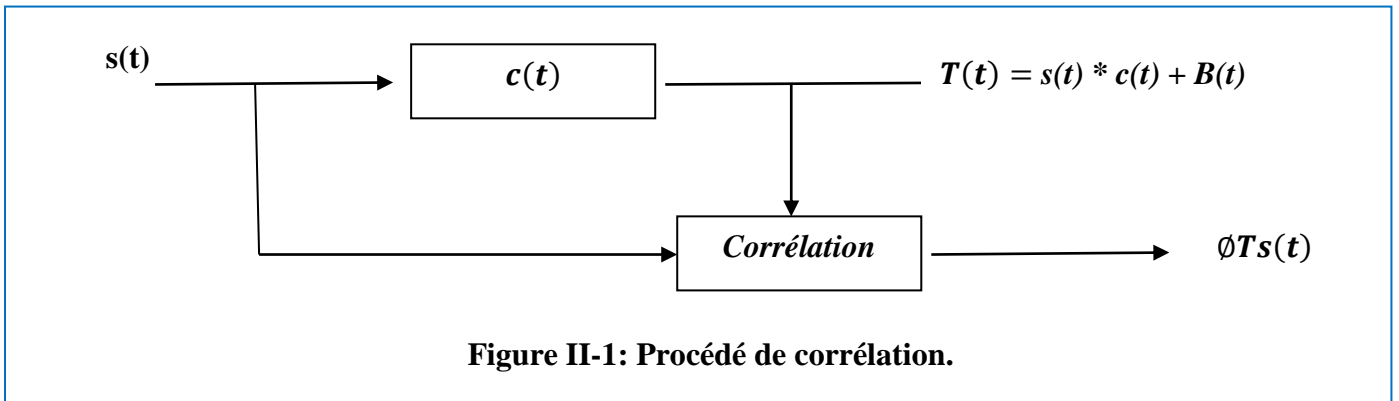 s(t)
c(t)
T(t) = s(t) * c(t) + B(t)
Corrélation
∅Ts(t)
Figure II-1: Procédé de corrélation.